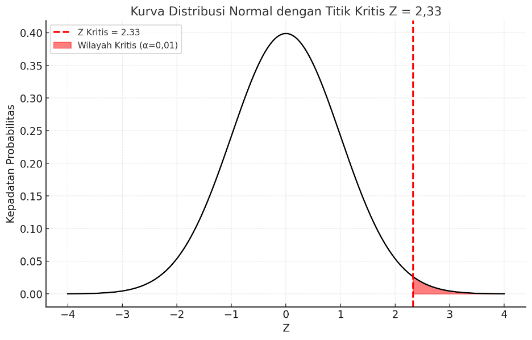 Kurva Distribusi Normal dengan Titik Kritis Z = 2,33
Z Kritis = 2.33
Wilayah Kritis (α=0,01)
Kepadatan Probabilitas
0.40
0.35
0.30
0.25
0.20
0.15
0.10
0.05
0.00
−4 −3 −2 −1 0 1 2 3 4
Z